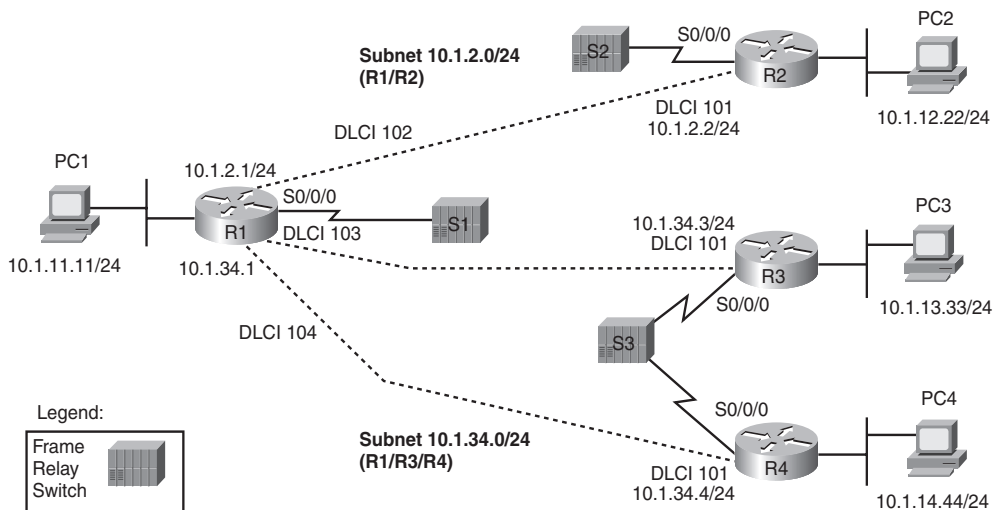 PC2
S0/0/0
S2
Subnet 10.1.2.0/24
(R1/R2)
R2
DLCI 101
10.1.2.2/24
10.1.12.22/24
DLCI 102
PC1
10.1.2.1/24
S0/0/0
R1
DLCI 103
S1
10.1.11.11/24
10.1.34.1
PC3
10.1.34.3/24
DLCI 101
R3
S0/0/0
10.1.13.33/24
DLCI 104
S3
PC4
S0/0/0
Legend:
Frame
Relay
Switch
Subnet 10.1.34.0/24
(R1/R3/R4)
R4
DLCI 101
10.1.34.4/24
10.1.14.44/24